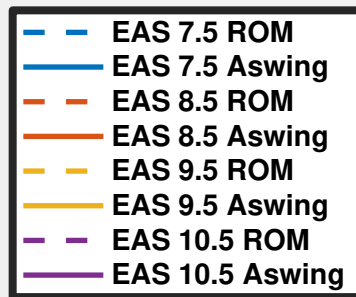 EAS 7.5 ROM
EAS 7.5 Aswing
EAS 8.5 ROM
EAS 8.5 Aswing
EAS 9.5 ROM
EAS 9.5 Aswing
EAS 10.5 ROM
EAS 10.5 Aswing